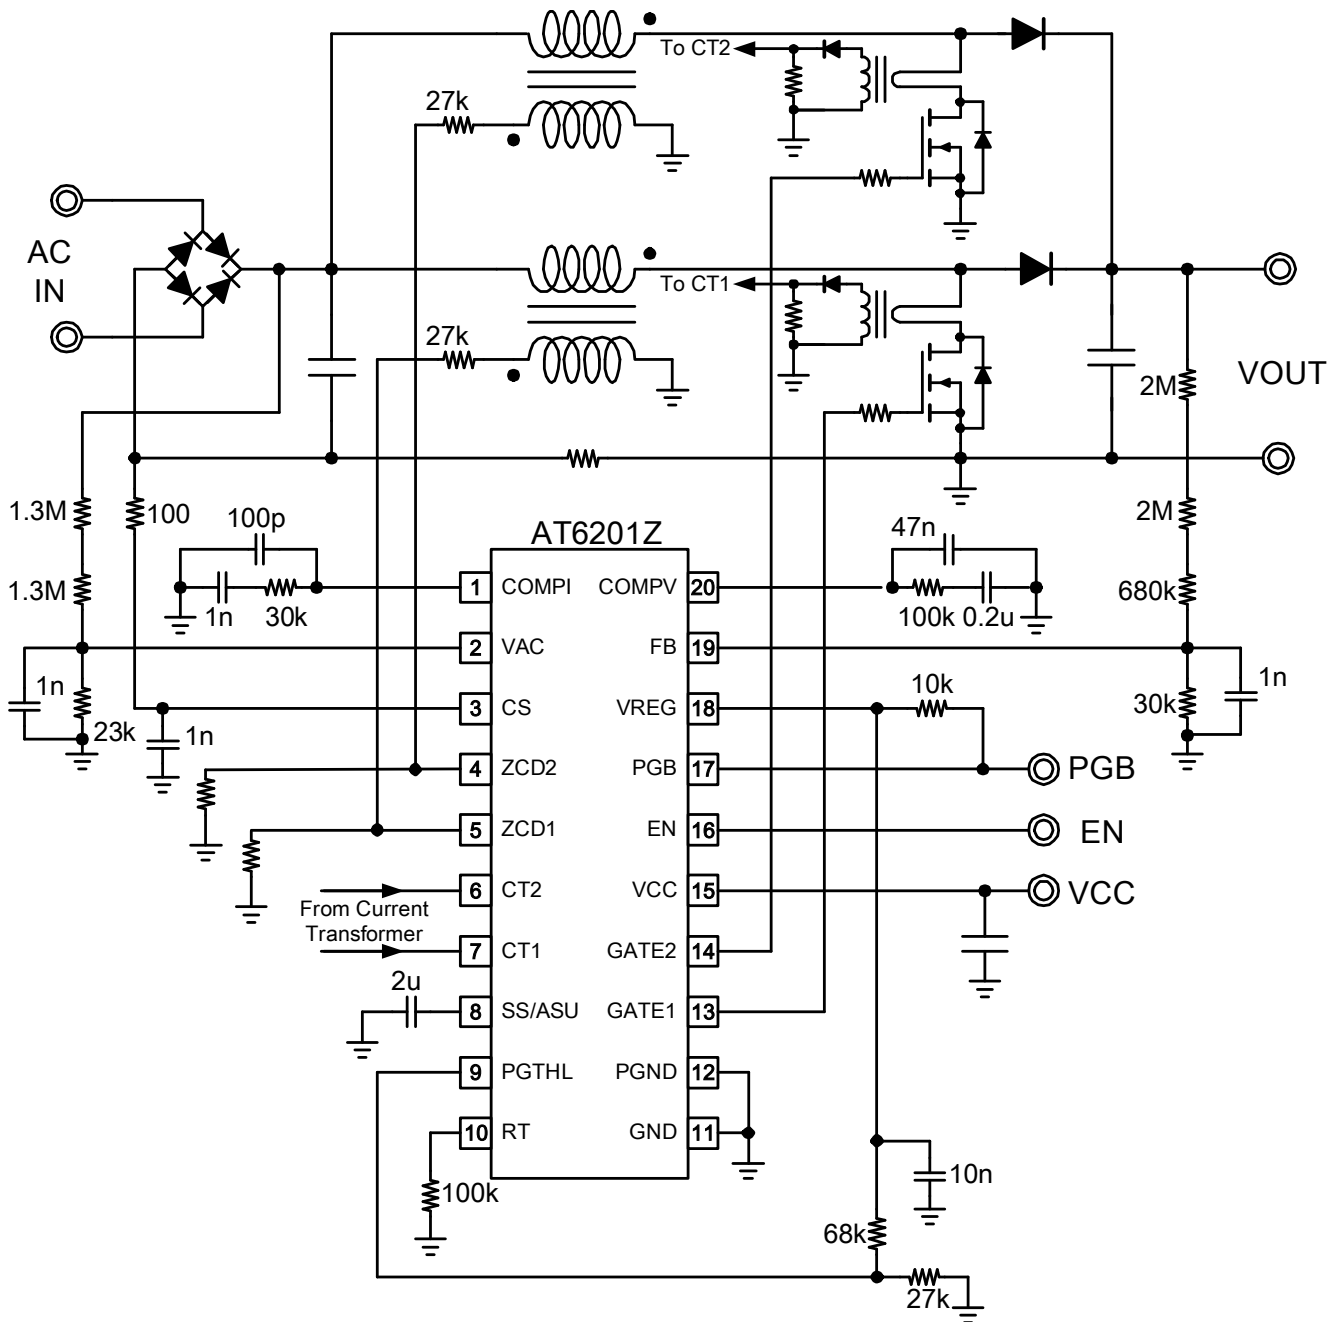 To CT2
27k
AC
IN
To CT1
27k
VOUT
2M
1.3M
100
100p
AT6201Z
47n
2M
1.3M
1n
30k
1 COMPI
COMPV 20
100k
0.2u
680k
2 VAC
FB 19
1n
23k
1n
3 CS
VREG 18
10k
30k
1n
4 ZCD2
PGB 17
PGB
5 ZCD1
EN 16
EN
From Current
Transformer
6 CT2
VCC 15
VCC
7 CT1
GATE2 14
2u
8 SS/ASU
GATE1 13
9 PGTHL
PGND 12
10 RT
GND 11
100k
10n
68k
27k